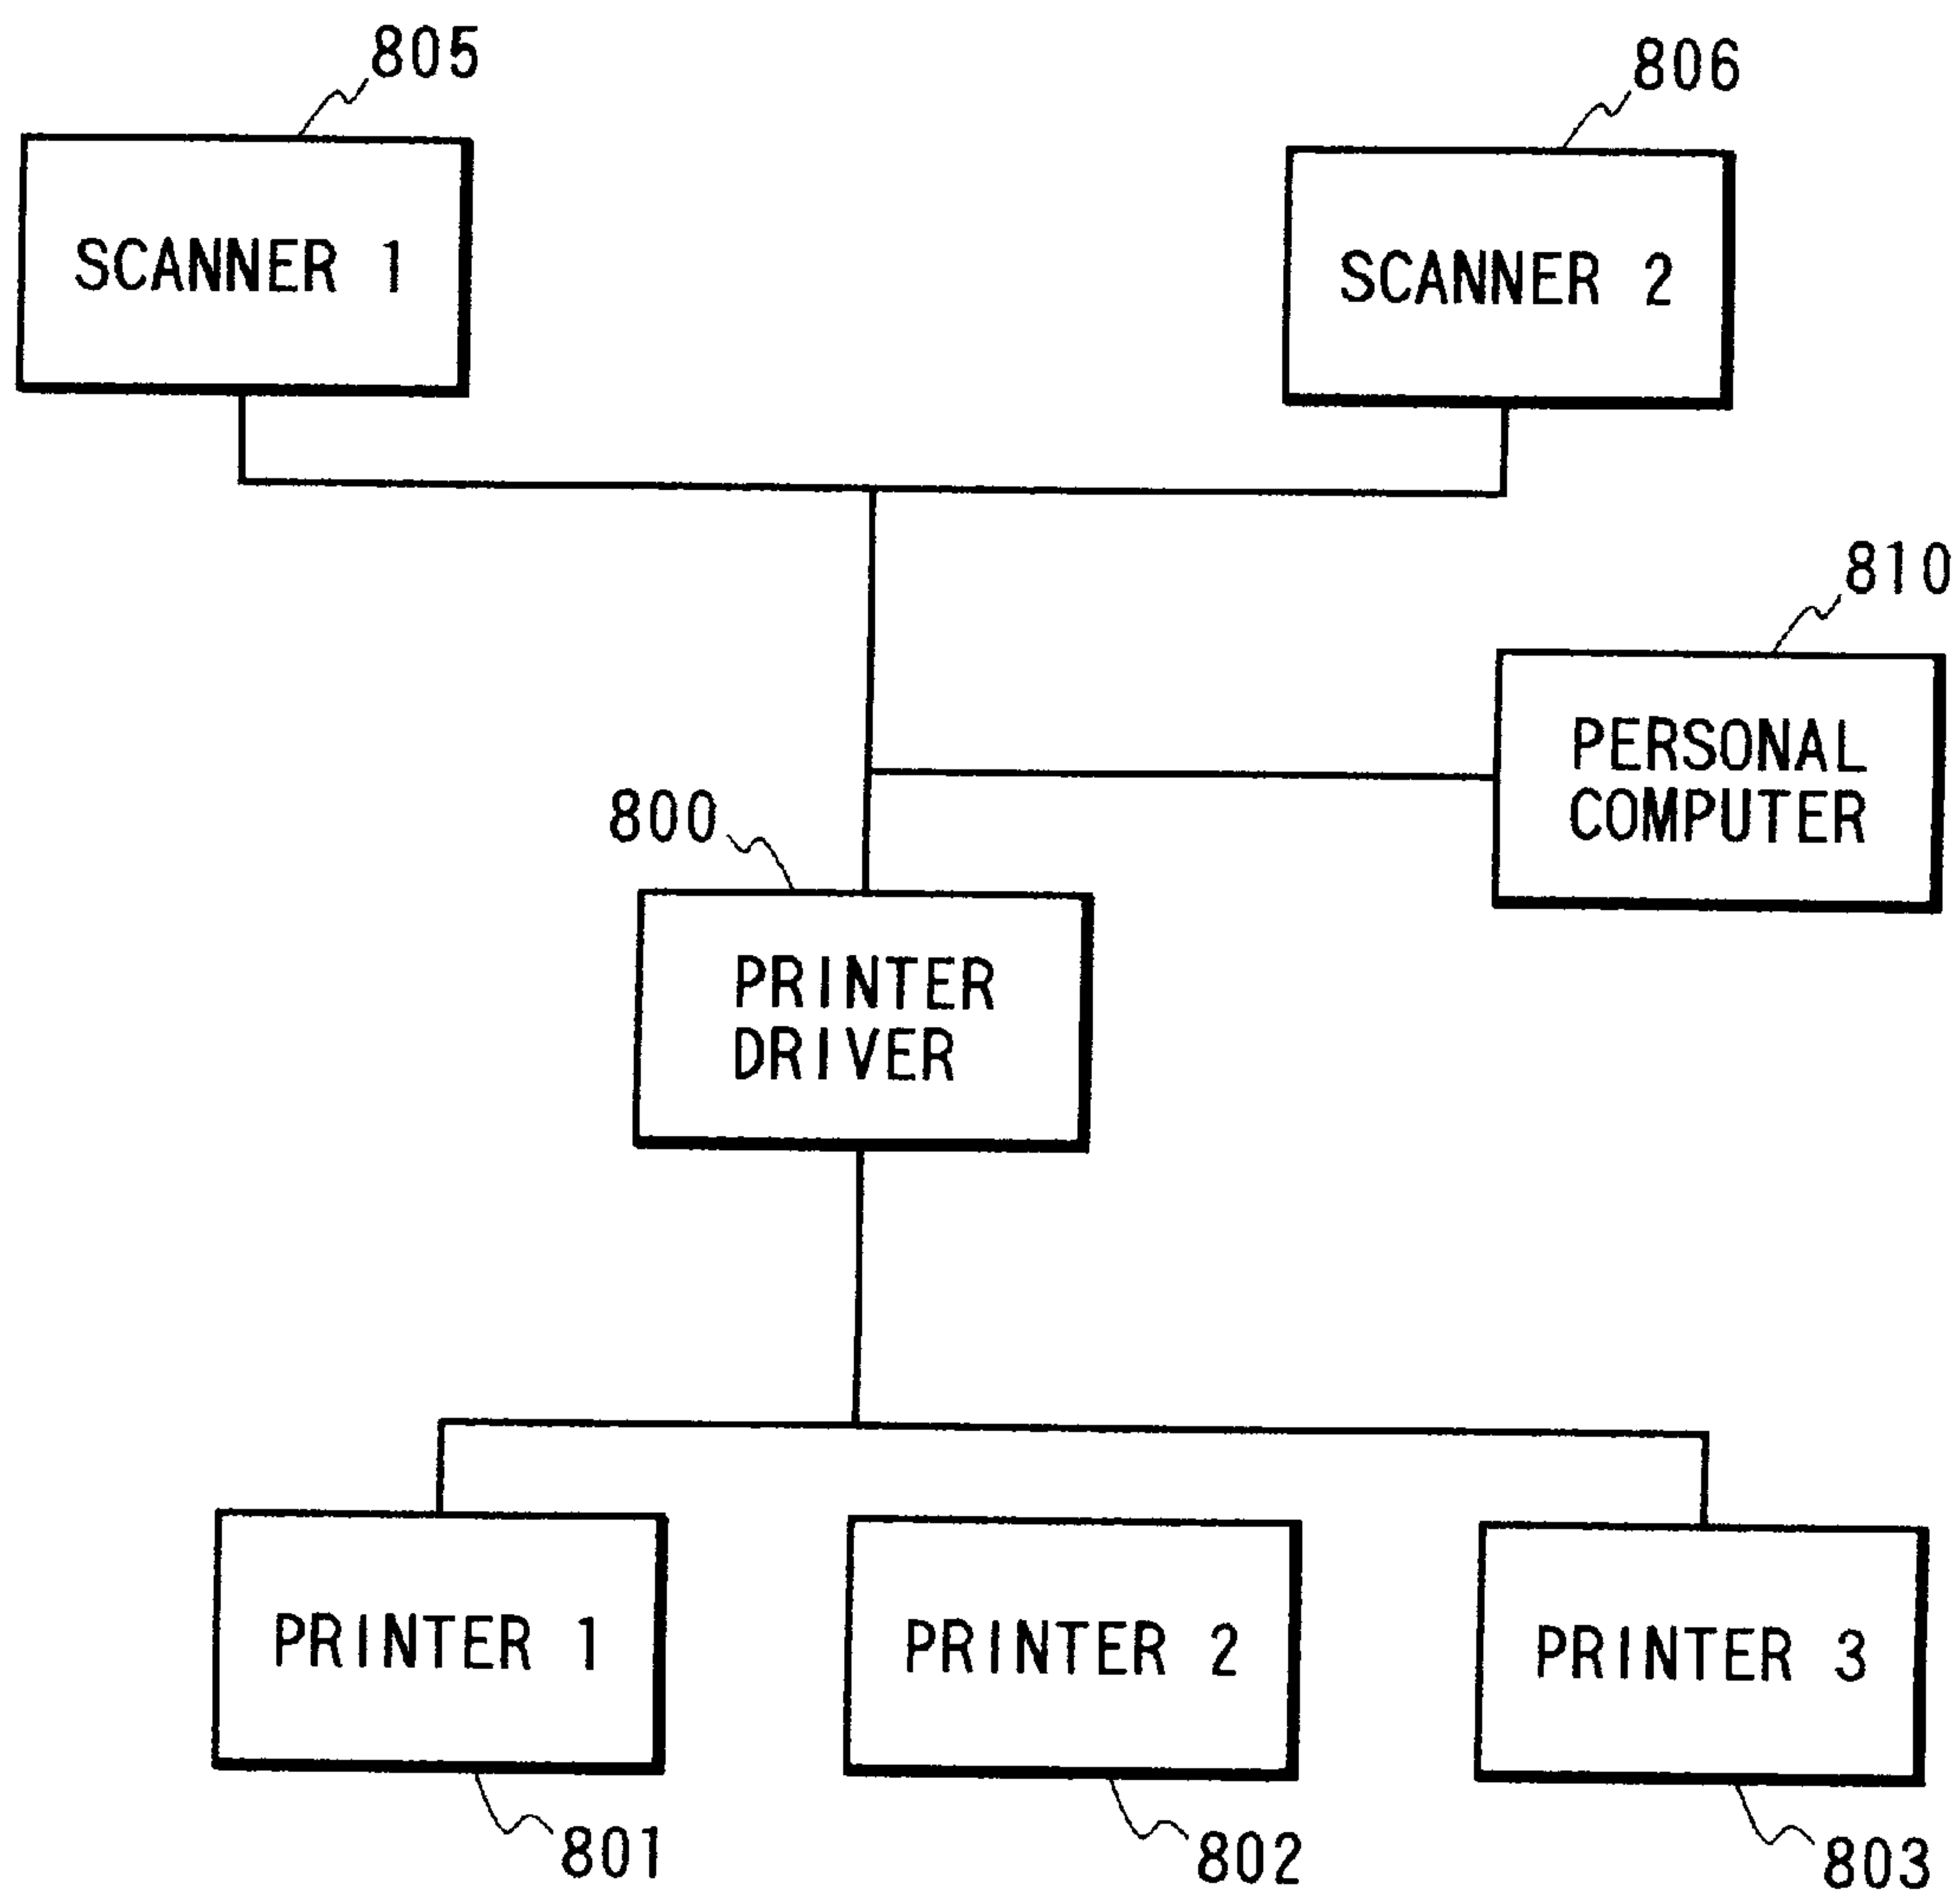 805
806
SCANNER 1
SCANNER 2
810
PERSONAL
COMPUTER
800
PRINTER
DRIVER
PRINTER 1
PRINTER 2
PRINTER 3
801
802
803